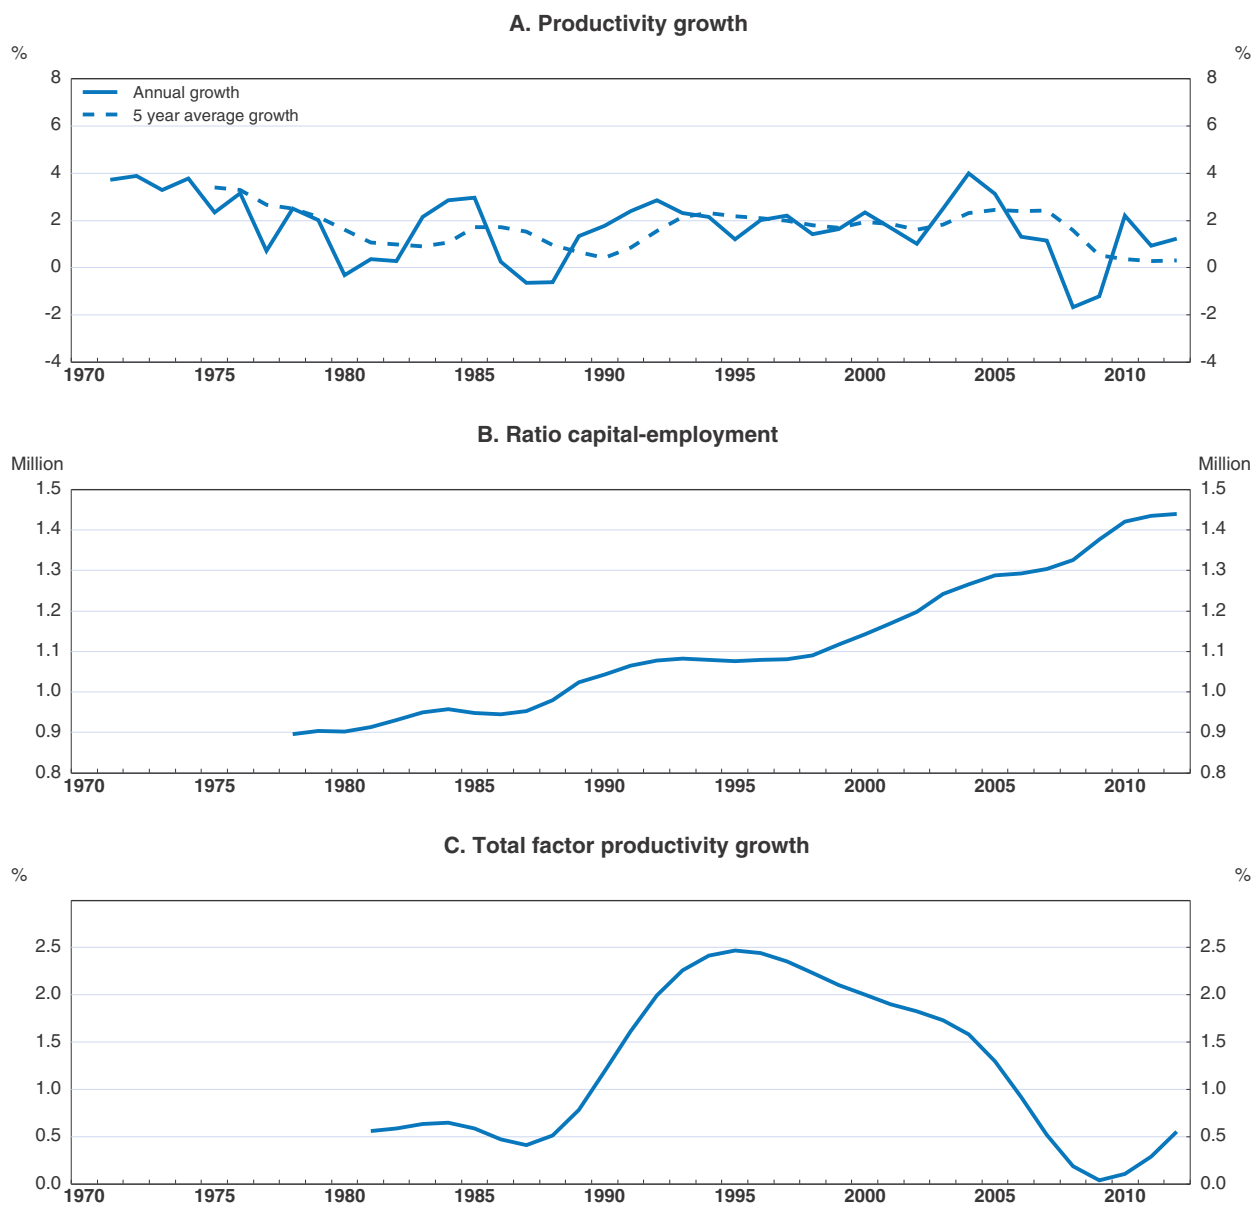 A. Productivity growth
% %
8 8
Annual growth
5 year average growth
6 6
4 4
2 2
0 0
-2 -2
-4 -4
1970 1975 1980 1985 1990 1995 2000 2005 2010
B. Ratio capital-employment
Million Million
1.5 1.5
1.4 1.4
1.3 1.3
1.2 1.2
1.1 1.1
1.0 1.0
0.9 0.9
0.8 0.8
1970 1975 1980 1985 1990 1995 2000 2005 2010
C. Total factor productivity growth
% %
2.5 2.5
2.0 2.0
1.5 1.5
1.0 1.0
0.5 0.5
0.0 0.0
1970 1975 1980 1985 1990 1995 2000 2005 2010